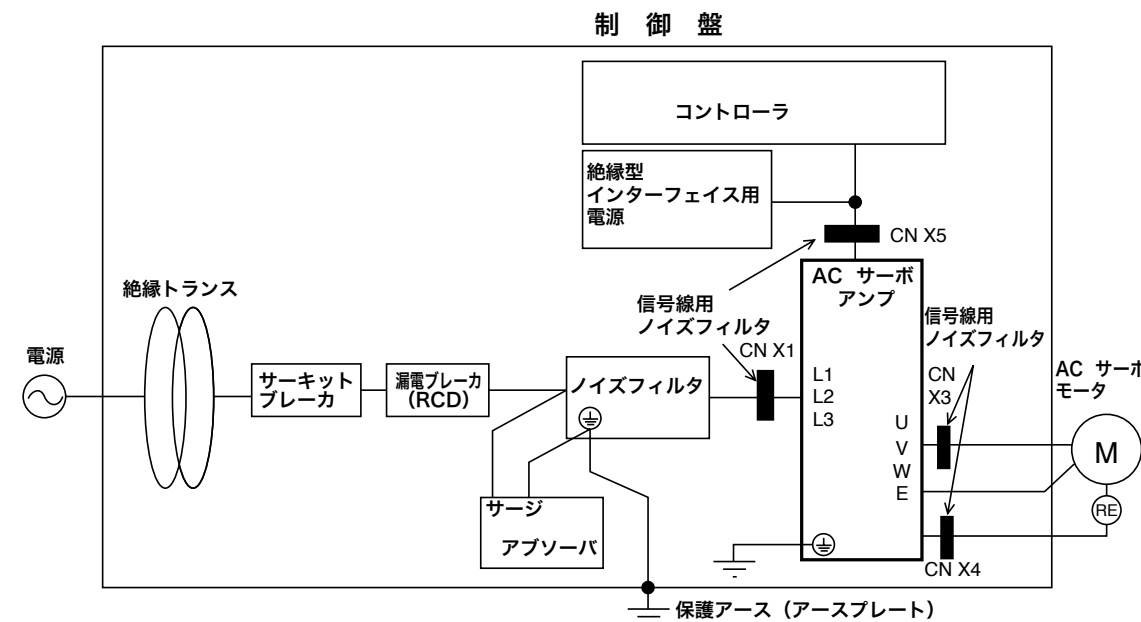 制 御 盤
コントローラ
絶縁型
インターフェイス用
電源
CN X5
絶縁トランス
AC サーボ
アンプ
信号線用
ノイズフィルタ
CN X1
信号線用
ノイズフィルタ
電源
サーキット
ブレーカ
漏電ブレーカ
（RCD）
ノイズフィルタ
L1
L2
L3
CN
X3
AC サーボ
モータ
U
V
W
E
M
RE
サージ
アブソーバ
CN X4
保護アース（アースプレート）